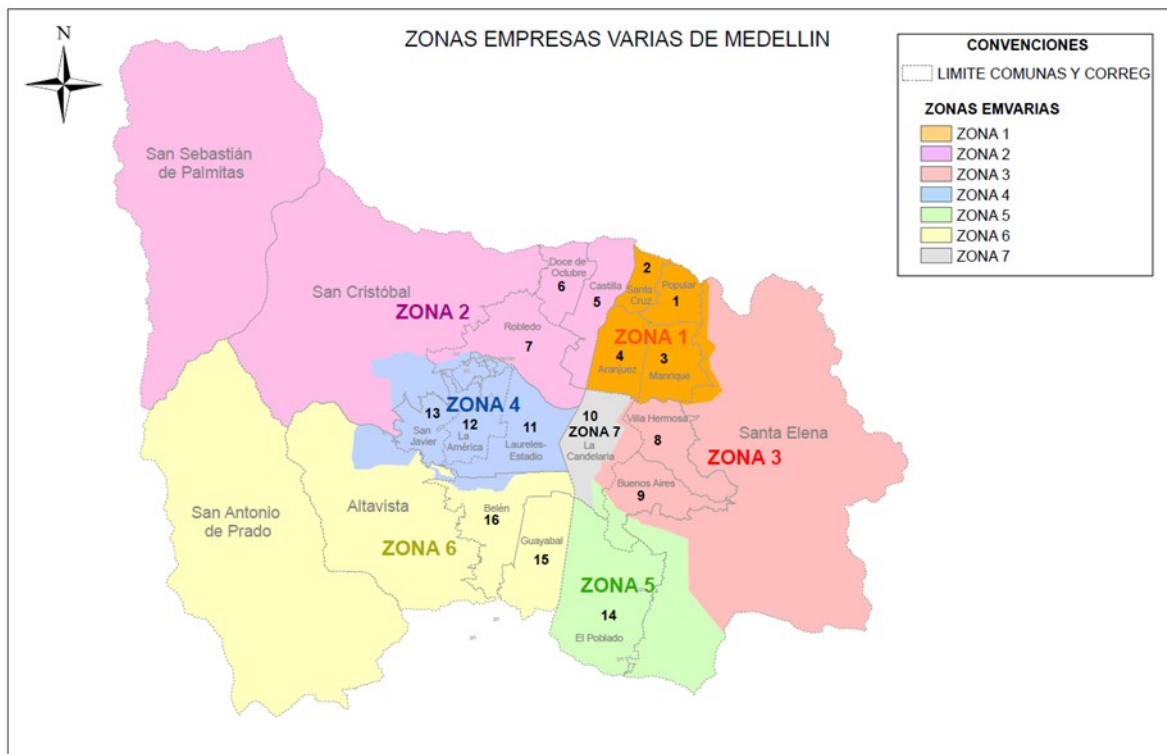 N
ZONAS EMPRESAS VARIAS DE MEDELLIN
CONVENCIONES
LIMITE COMUNAS Y CORREG
ZONAS EMVARIAS
ZONA 1
ZONA 2
ZONA 3
ZONA 4
ZONA 5
ZONA 6
ZONA 7
San Sebastián
de Palmitas
San Cristóbal
ZONA 2
Doce de
Octubre
6
Castilla
5
Robledo
7
2
Santa
Cruz
Popular
1
ZONA 1
4
Aranjuez
3
Manrique
ZONA 4
13
San
Javier
12
La
América
11
Laureles-
Estadio
10
ZONA 7
La
Candelaria
Villa Hermosa
8
Santa Elena
ZONA 3
Buenos Aires
9
San Antonio
de Prado
Altavista
ZONA 6
Belén
16
Guayabal
15
ZONA 5
14
El Poblado